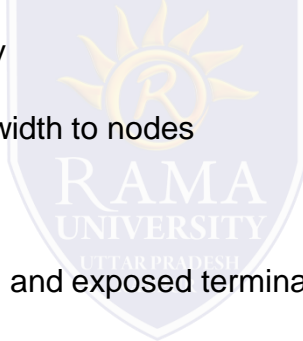 width to nodes
RAMA
UNIVERSITY
UTTAR PRADESH
and exposed termina